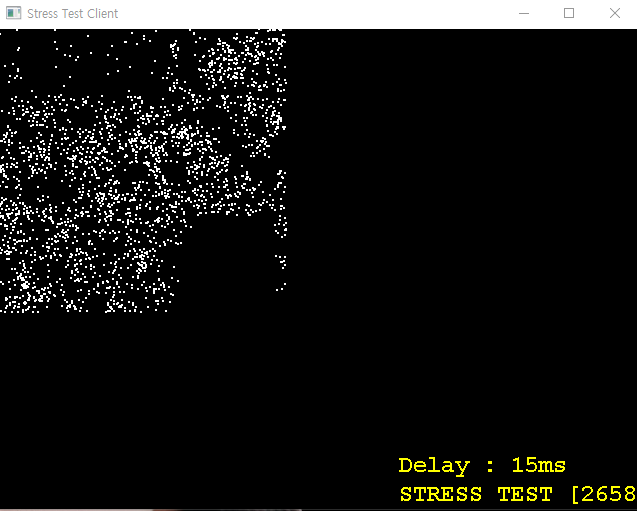 Stress Test Client
Delay : 15ms
STRESS TEST [2658